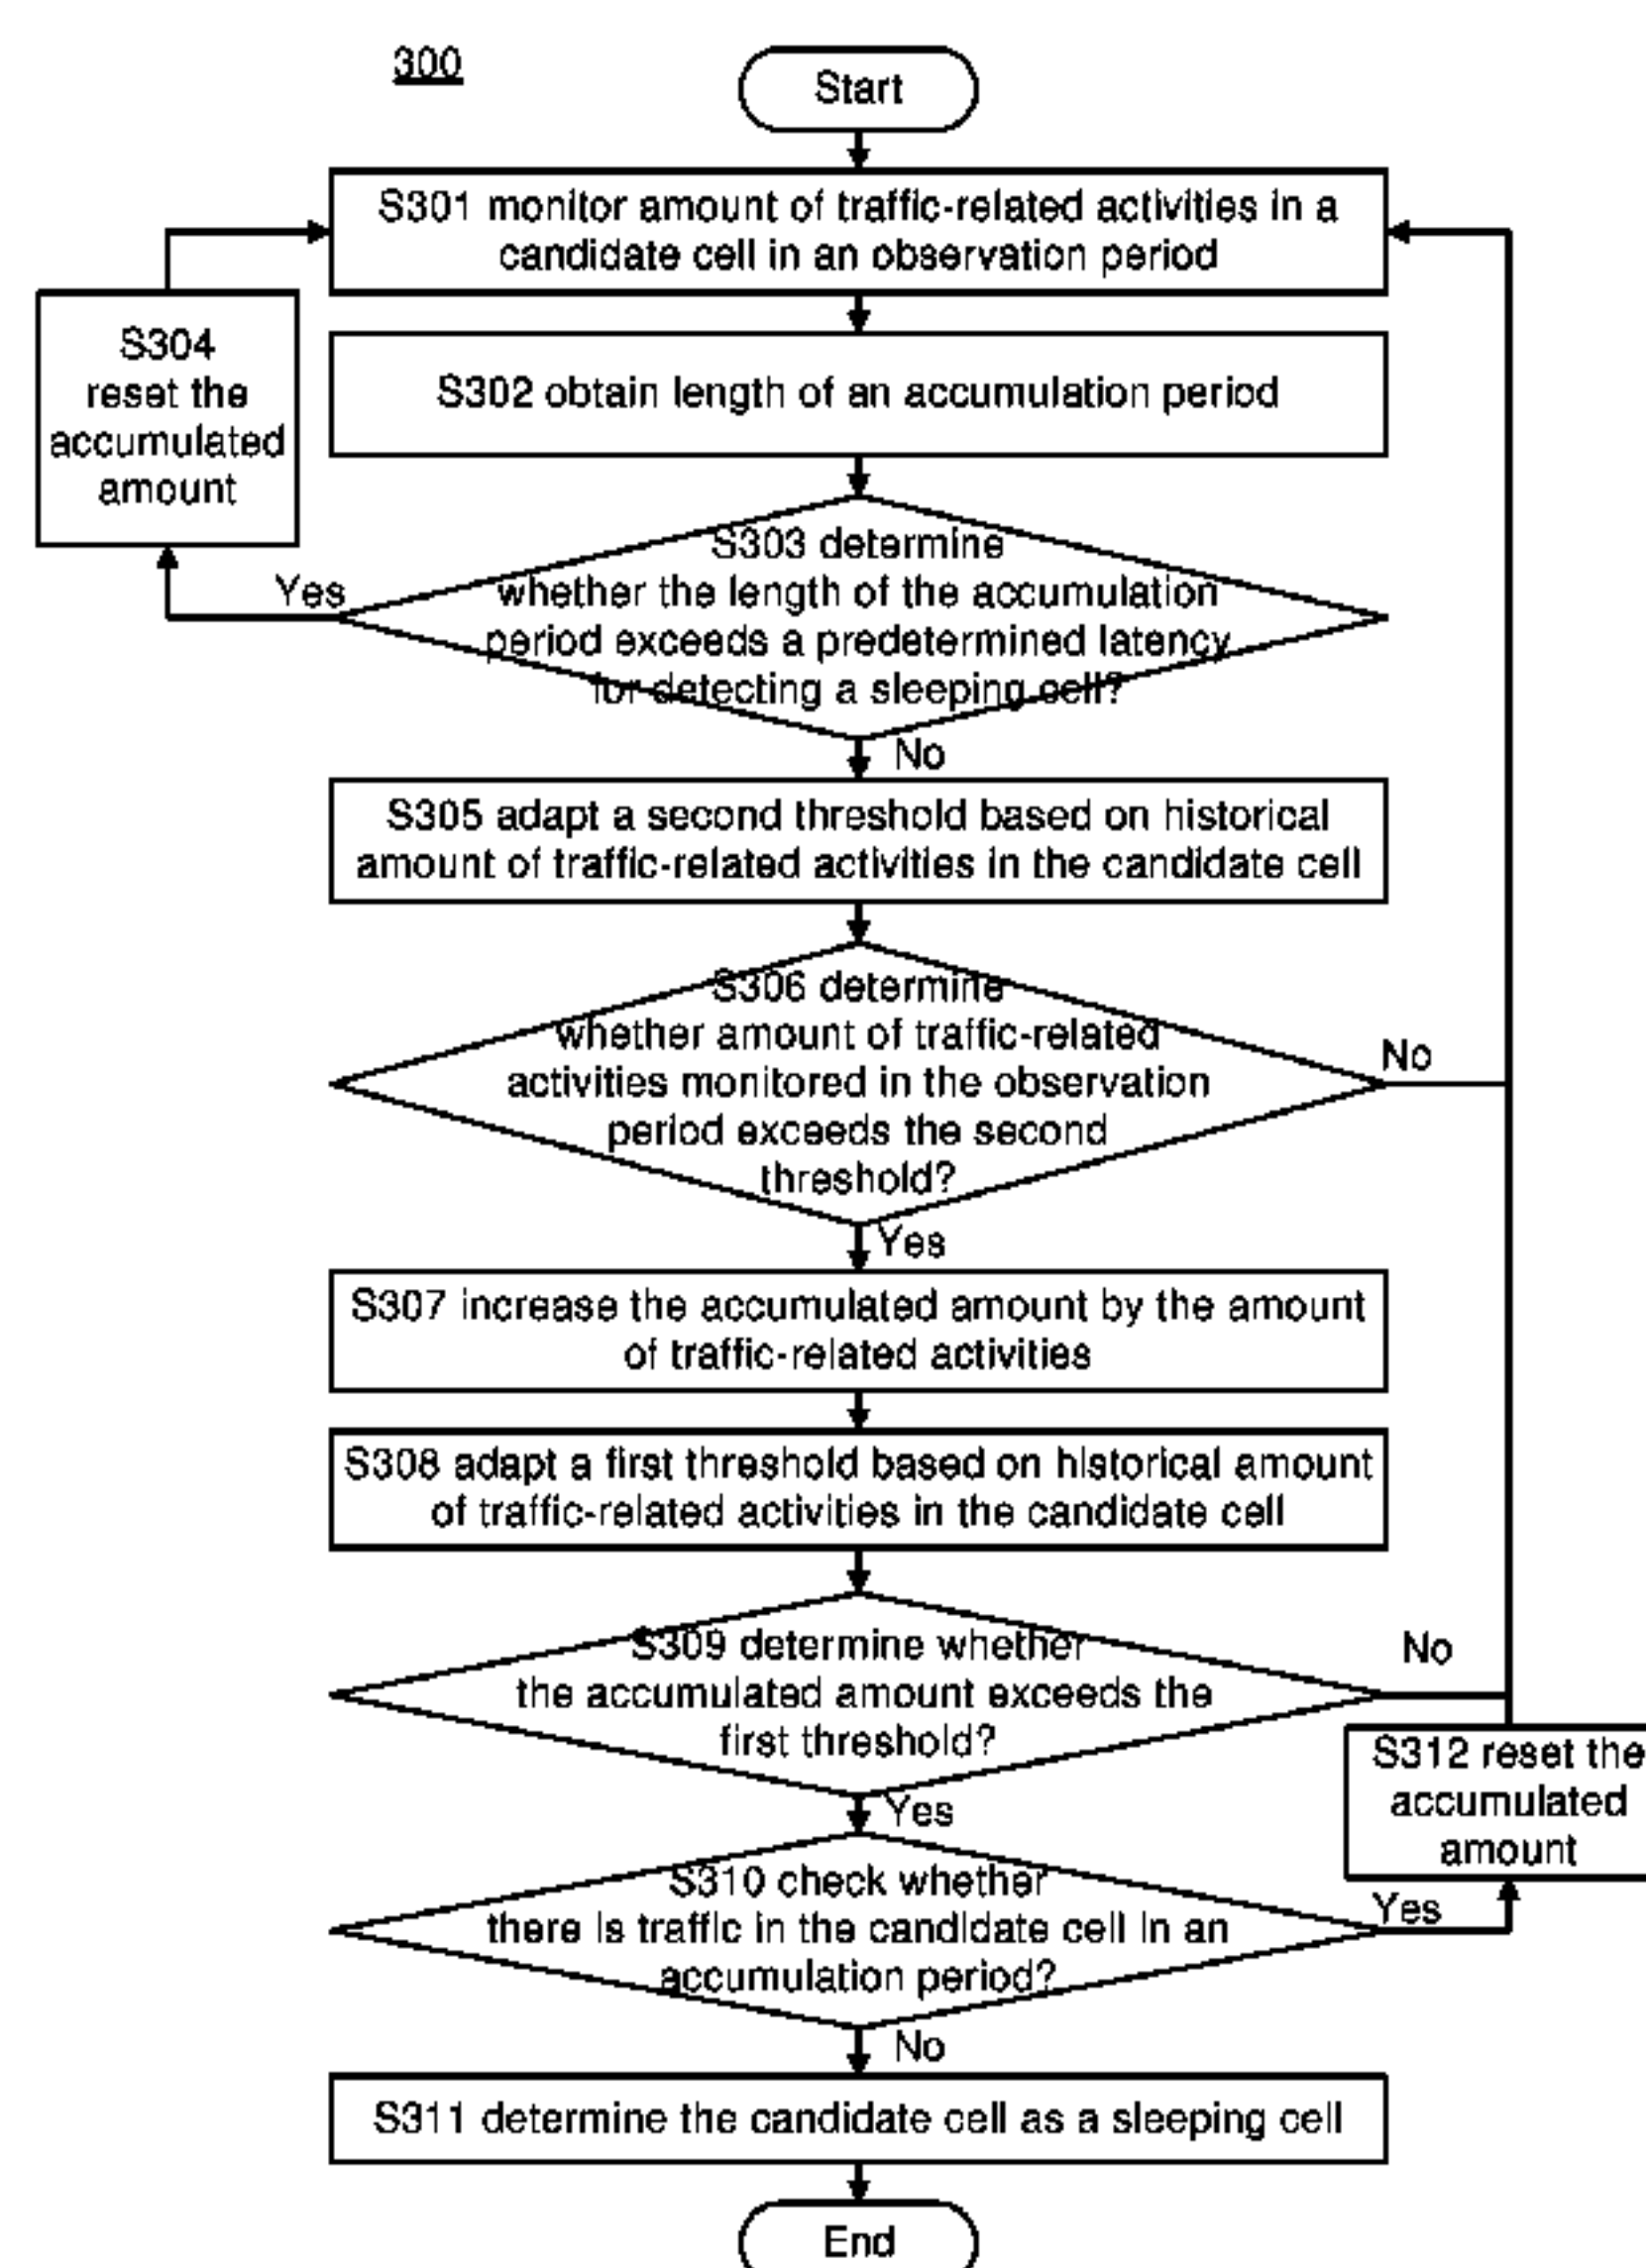 300
Start
S301 monitor amount of traffic-related activities in a
candidate cell in an observation period
S302 obtain length of an accumulation period
S304
reset the
accumulated
amount
S303 determine
whether the length of the accumulation
period exceeds a predetermined latency
for detecting a sleeping cell?
Yes
No
S305 adapt a second threshold based on historical
amount of traffic-related activities in the candidate cell
S306 determine
whether amount of traffic-related
activities monitored in the observation
period exceeds the second
threshold?
No
Yes
S307 increase the accumulated amount by the amount
of traffic-related activities
S308 adapt a first threshold based on historical amount
of traffic-related activities in the candidate cell
S309 determine whether
the accumulated amount exceeds the
first threshold?
No
Yes
S312 reset the
accumulated
amount
S310 check whether
there is traffic in the candidate cell in an
accumulation period?
Yes
No
S311 determine the candidate cell as a sleeping cell
End